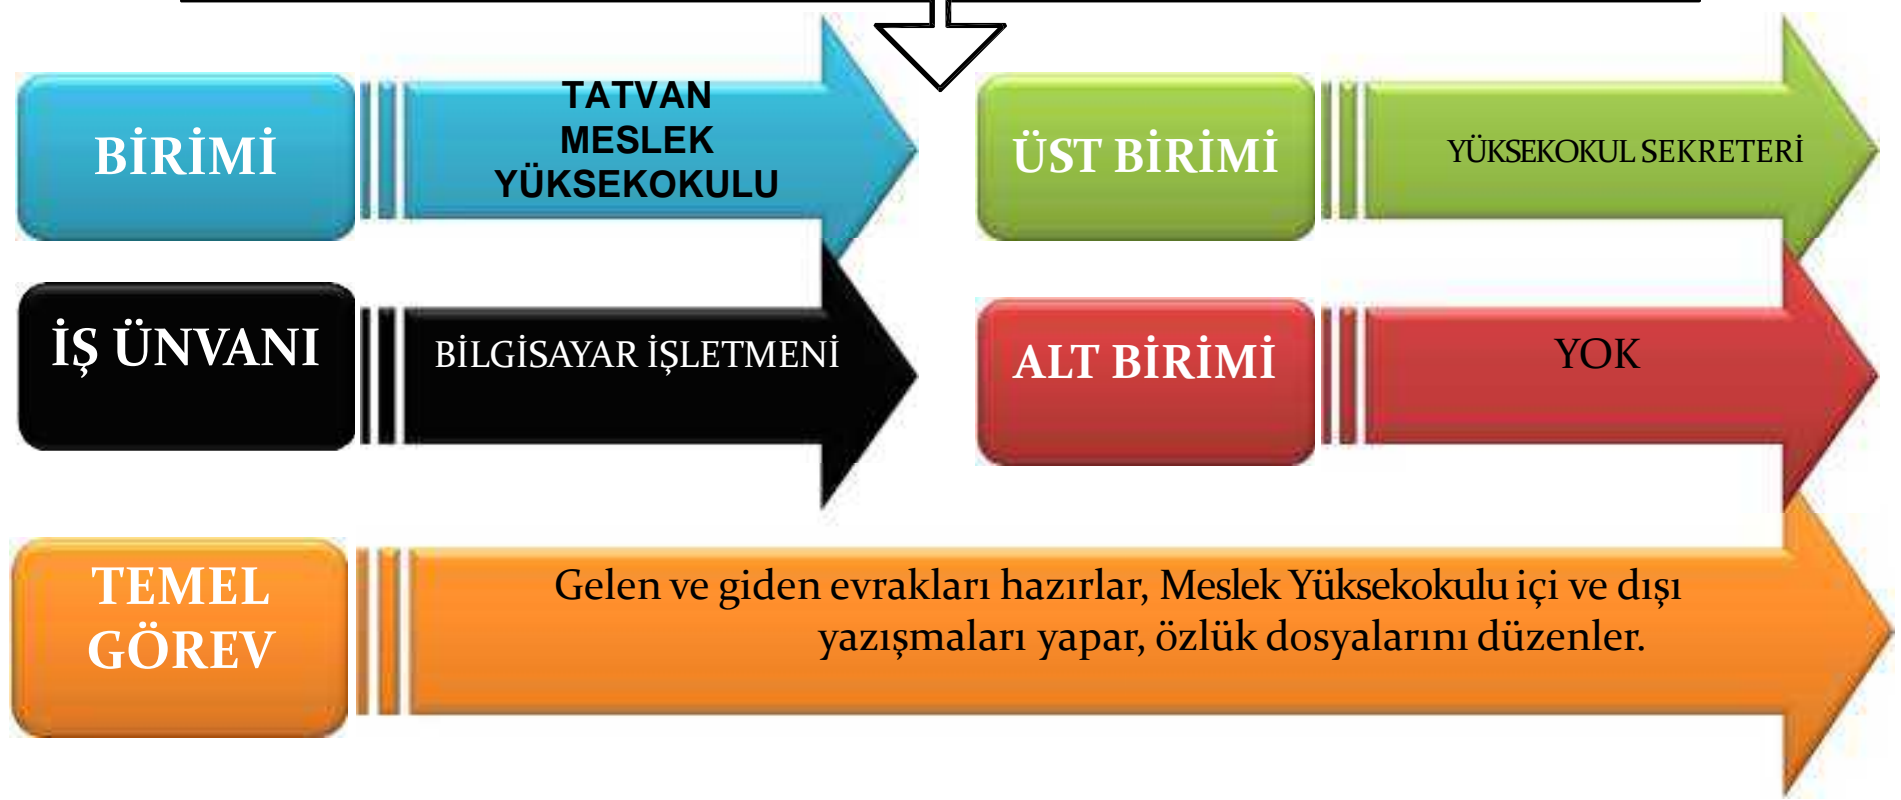 BİRİMİ
TATVAN
MESLEK
YÜKSEKOKULU
ÜST BİRİMİ
YÜKSEKOKUL SEKRETERİ
İŞ ÜNVANI
BİLGİSAYAR İŞLETMENİ
ALT BİRİMİ
YOK
TEMEL
GÖREV
Gelen ve giden evrakları hazırlar, Meslek Yüksekokulu içi ve dışı
yazışmaları yapar, özlük dosyalarını düzenler.